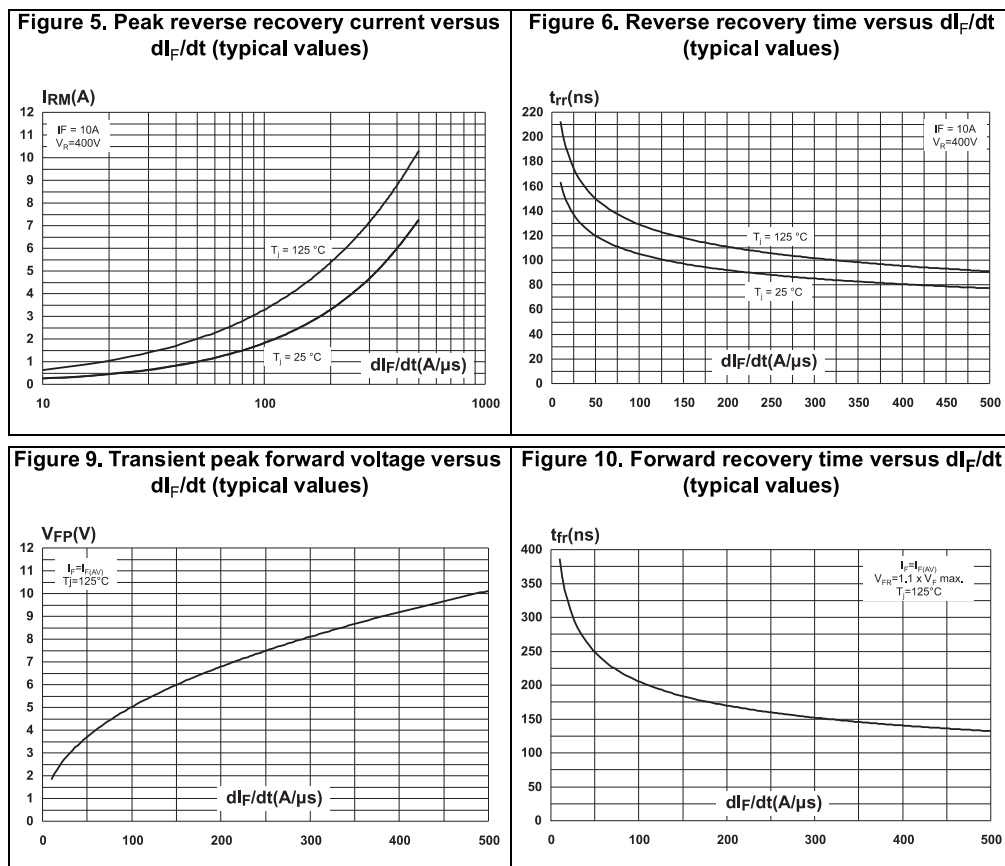 Figure 5. Peak reverse recovery current versus
dIF/dt (typical values)
IRM(A)
12
11
10
9
8
7
6
5
4
3
2
1
0
IF = 10A
VR=400V
Tj = 125 °C
Tj = 25 °C
dIF/dt(A/µs)
10
100
1000
Figure 6. Reverse recovery time versus dIF/dt
(typical values)
trr(ns)
220
200
180
160
140
120
100
80
60
40
20
0
IF = 10A
VR=400V
Tj = 125 °C
Tj = 25 °C
dIF/dt(A/µs)
0 50 100 150 200 250 300 350 400 450 500
Figure 9. Transient peak forward voltage versus
dIF/dt (typical values)
VFP(V)
12
11
10
9
8
7
6
5
4
3
2
1
0
IF=IF(AV)
Tj=125°C
dIF/dt(A/µs)
0 100 200 300 400 500
Figure 10. Forward recovery time versus dIF/dt
(typical values)
tfr(ns)
400
350
300
250
200
150
100
50
0
IF=IF(AV)
VFR=1.1 x VF max.
Tj=125°C
dIF/dt(A/µs)
0 100 200 300 400 500